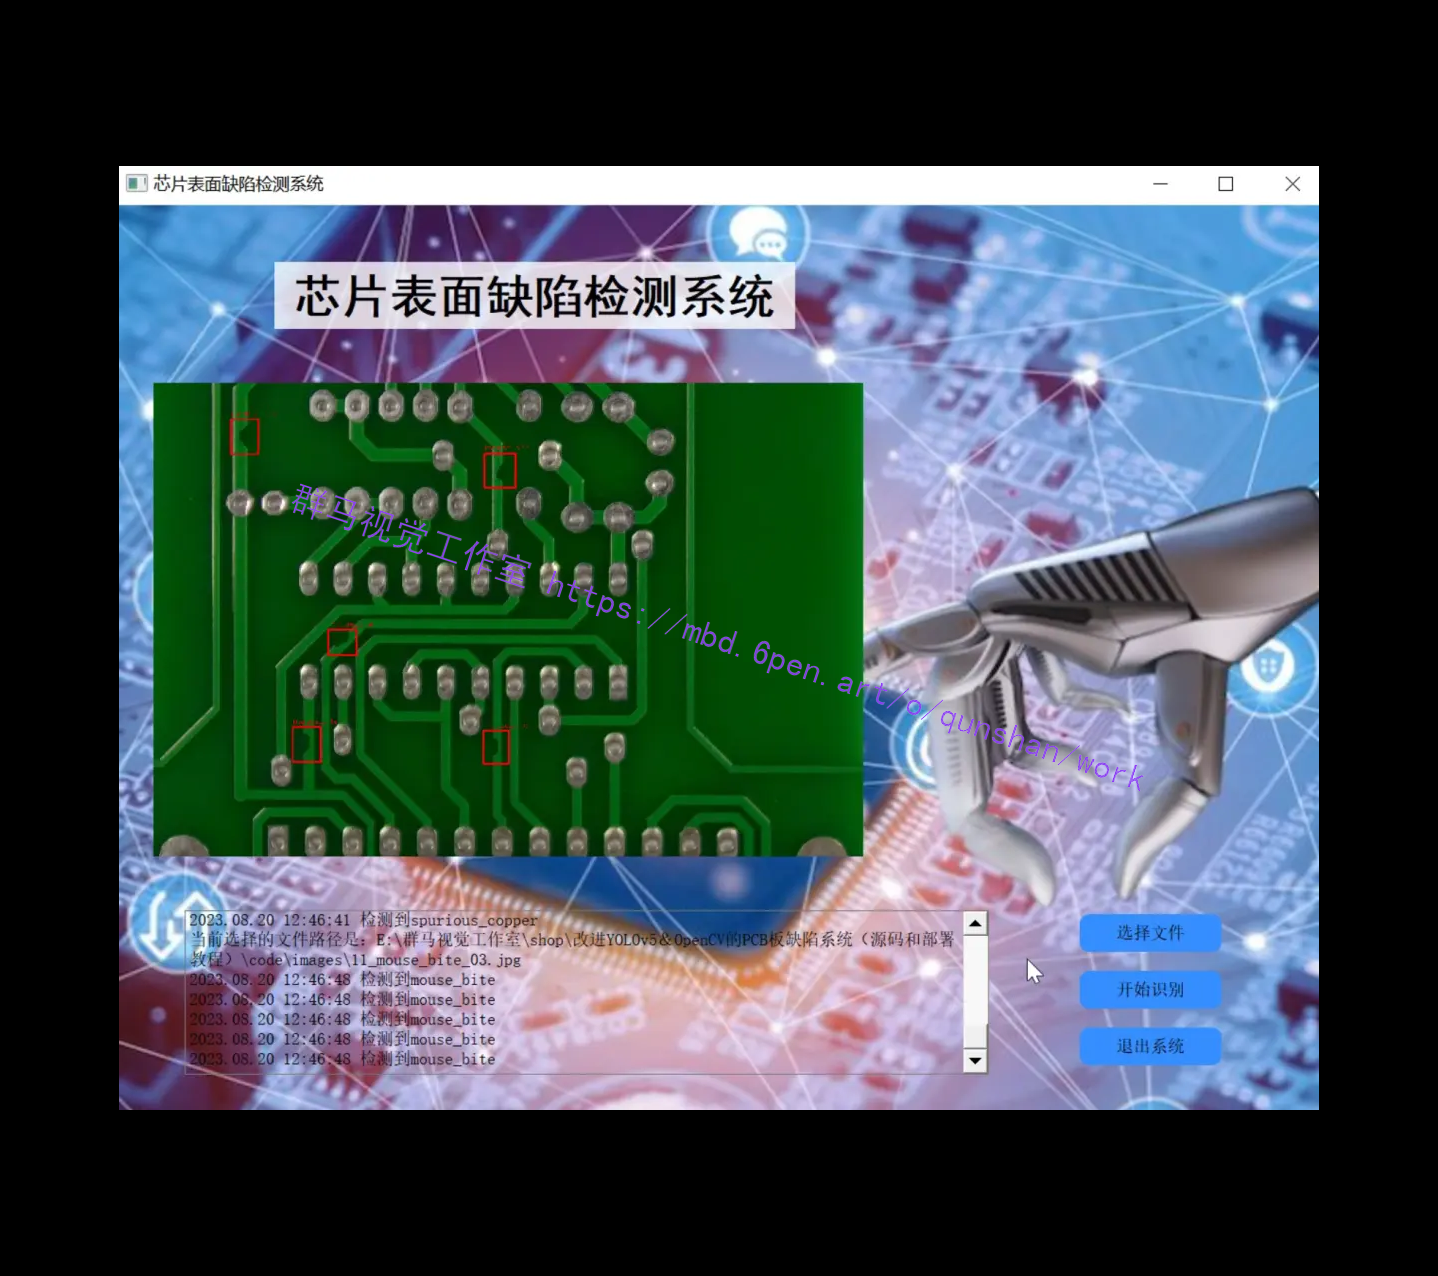 芯片表面缺陷检测系统
芯片表面缺陷检测系统
群马视觉工作室 https://mbd.6pen.art/o/qunshan/work
2023.08.20 12:46:41 检测到spurious_copper
当前选择的文件路径是：E:\群马视觉工作室\shop\改进YOLOv5&OpenCV的PCB板缺陷系统（源码和部署
教程）\code\images\11_mouse_bite_03.jpg
2023.08.20 12:46:48 检测到mouse_bite
2023.08.20 12:46:48 检测到mouse_bite
2023.08.20 12:46:48 检测到mouse_bite
2023.08.20 12:46:48 检测到mouse_bite
2023.08.20 12:46:48 检测到mouse_bite
选择文件
开始识别
退出系统